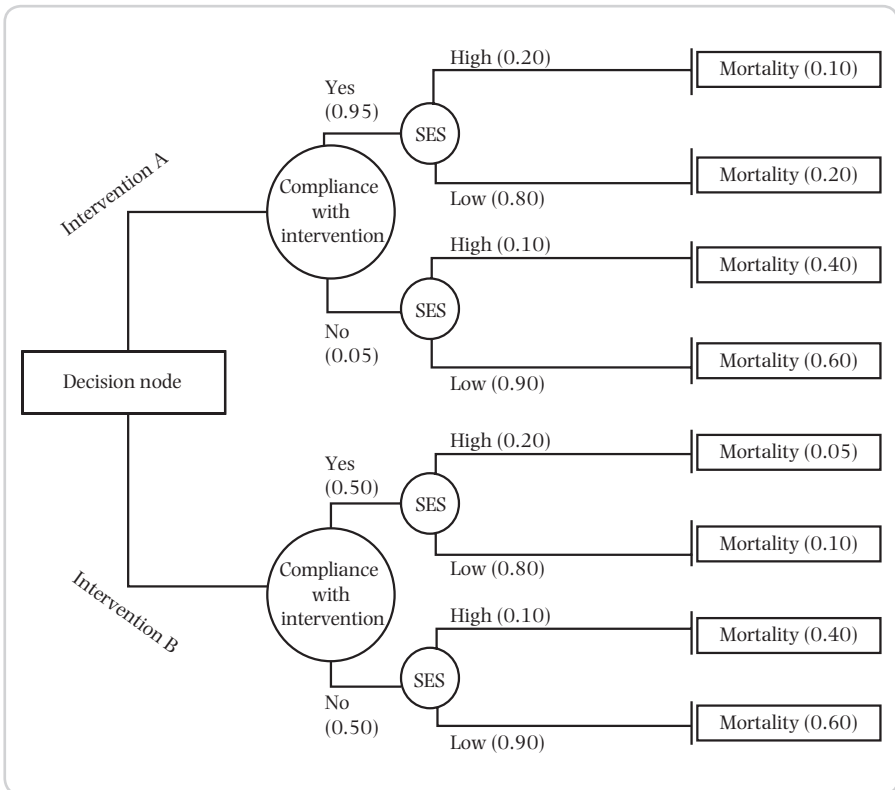 High (0.20)
Mortality (0.10)
Yes
(0.95)
SES
Mortality (0.20)
Low (0.80)
Intervention A
Compliance
with
intervention
High (0.10)
Mortality (0.40)
SES
No
(0.05)
Mortality (0.60)
Low (0.90)
Decision node
High (0.20)
Mortality (0.05)
Yes
(0.50)
SES
Mortality (0.10)
Low (0.80)
Intervention B
Compliance
with
intervention
High (0.10)
Mortality (0.40)
SES
No
(0.50)
Mortality (0.60)
Low (0.90)